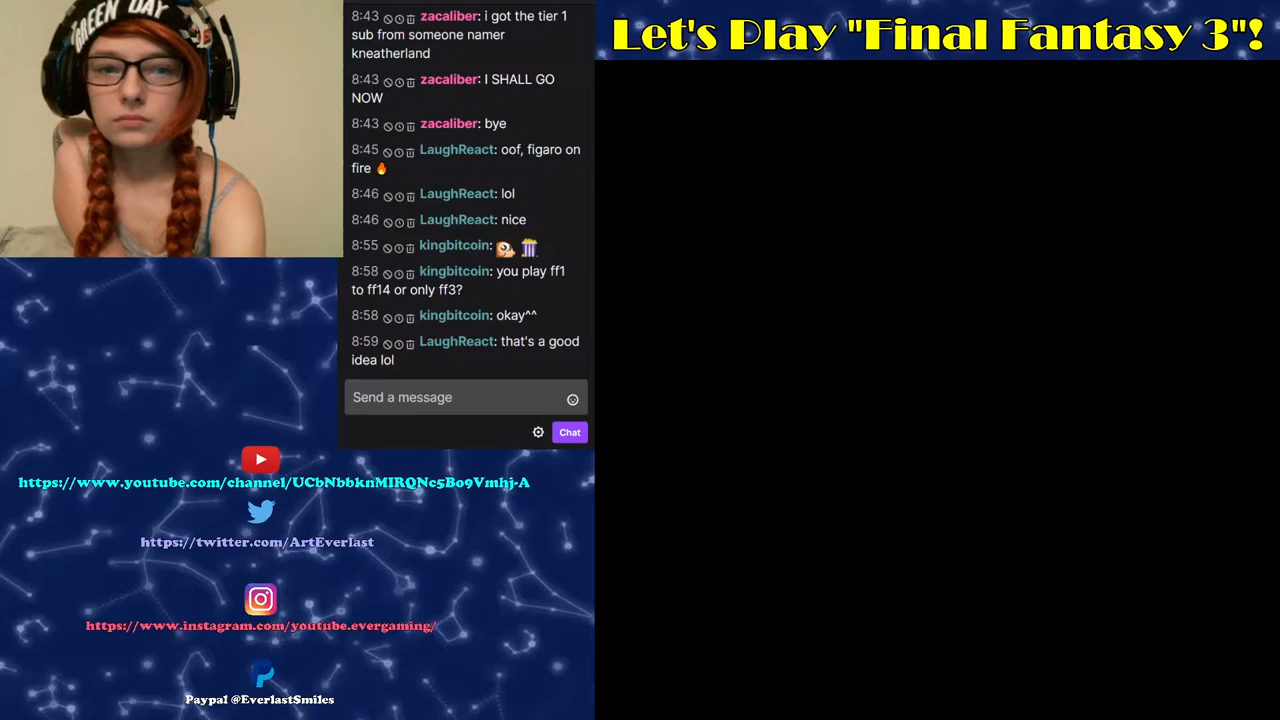 GREEN DAY
8:43 zacaliber: i got the tier 1
sub from someone namer
kneatherland
8:43 zacaliber: I SHALL GO
NOW
8:43 zacaliber: bye
8:45 LaughReact: oof, figaro on
fire 🔥
8:46 LaughReact: lol
8:46 LaughReact: nice
8:55 kingbitcoin:
8:58 kingbitcoin: you play ff1
to ff14 or only ff3?
8:58 kingbitcoin: okay^^
8:59 LaughReact: that's a good
idea lol
Send a message
Chat
Let's Play "Final Fantasy 3"!
https://www.youtube.com/channel/UCbNbbknMIRQNc5Bo9Vmhj-A
https://twitter.com/ArtEverlast
https://www.instagram.com/youtube.evergaming/
Paypal @EverlastSmiles